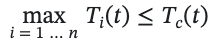 max T_i(t) ≤ T_c(t)
i = 1 … n